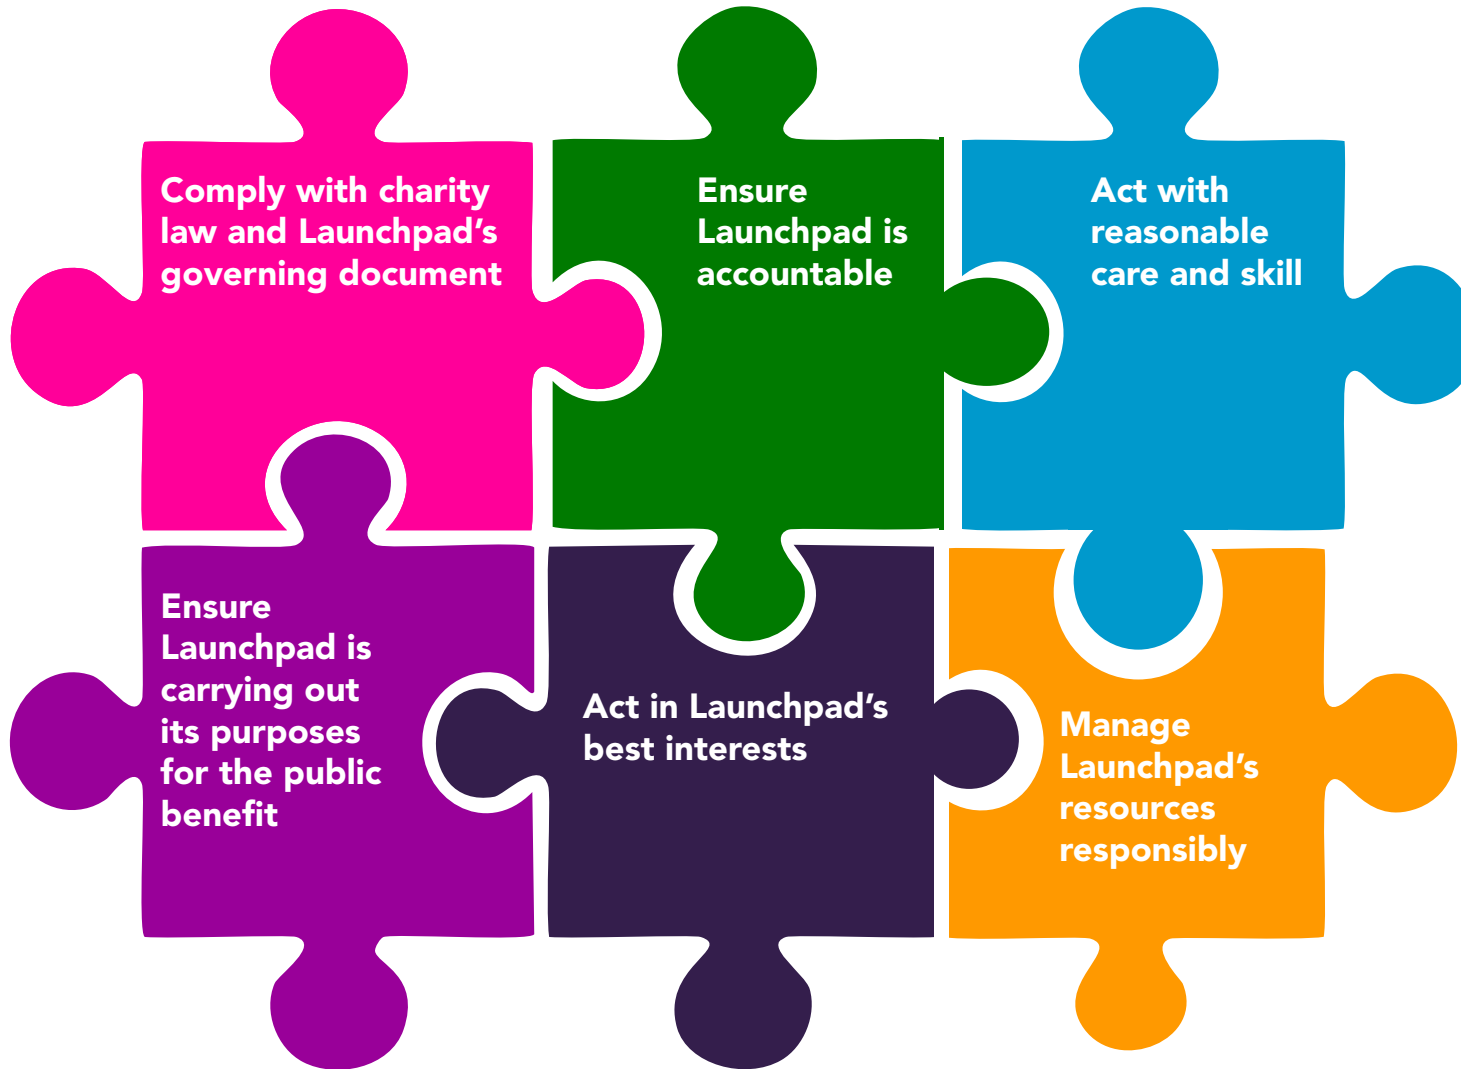 Comply with charity
law and Launchpad’s
governing document
Ensure
Launchpad is
accountable
Act with
reasonable
care and skill
Ensure
Launchpad is
carrying out
its purposes
for the public
benefit
Act in Launchpad’s
best interests
Manage
Launchpad’s
resources
responsibly